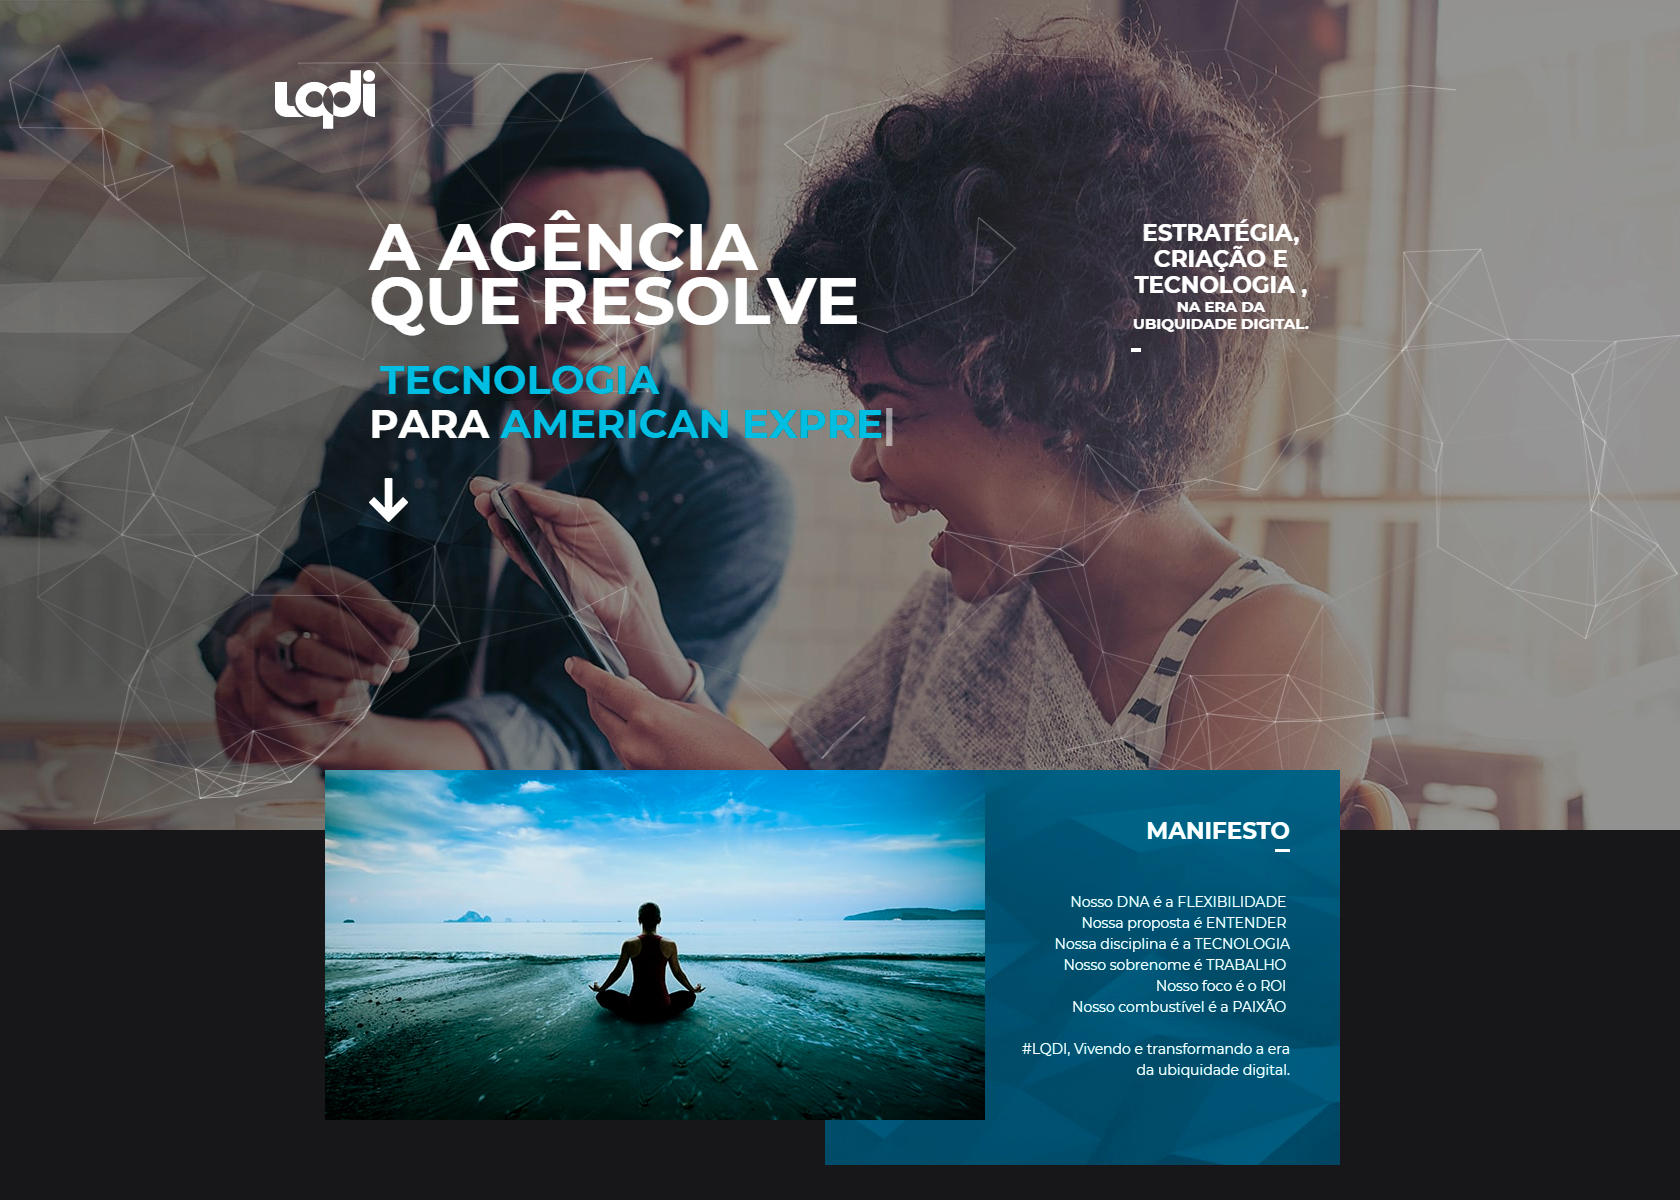 Lqdi
A AGÊNCIA
QUE RESOLVE
TECNOLOGIA
PARA AMERICAN EXPRE
ESTRATÉGIA,
CRIAÇÃO E
TECNOLOGIA ,
NA ERA DA
UBIQUIDADE DIGITAL.
MANIFESTO
Nosso DNA é a FLEXIBILIDADE
Nossa proposta é ENTENDER
Nossa disciplina é a TECNOLOGIA
Nosso sobrenome é TRABALHO
Nosso foco é o ROI
Nosso combustível é a PAIXÃO
#LQDI, Vivendo e transformando a era
da ubiquidade digital.